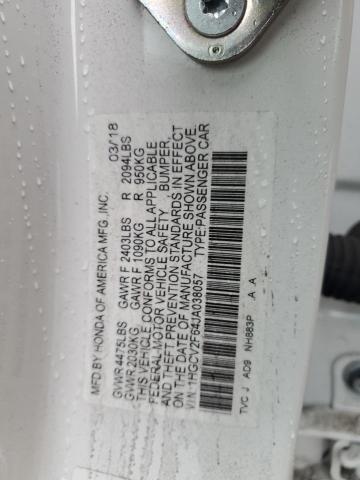 MFD BY HONDA OF AMERICA MFG.,INC. 03/18
GVWR 4475LBS GAWR F 2403LBS R 2094LBS
GVWR 2030KG GAWR F 1090KG R 950KG
THIS VEHICLE CONFORMS TO ALL APPLICABLE
FEDERAL MOTOR VEHICLE SAFETY, BUMPER,
AND THEFT PREVENTION STANDARDS IN EFFECT
ON THE DATE OF MANUFACTURE SHOWN ABOVE.
V.I.N: 1HGCV2F64JA038057 TYPE:PASSENGER CAR
TVC J AD9 NH883P A A